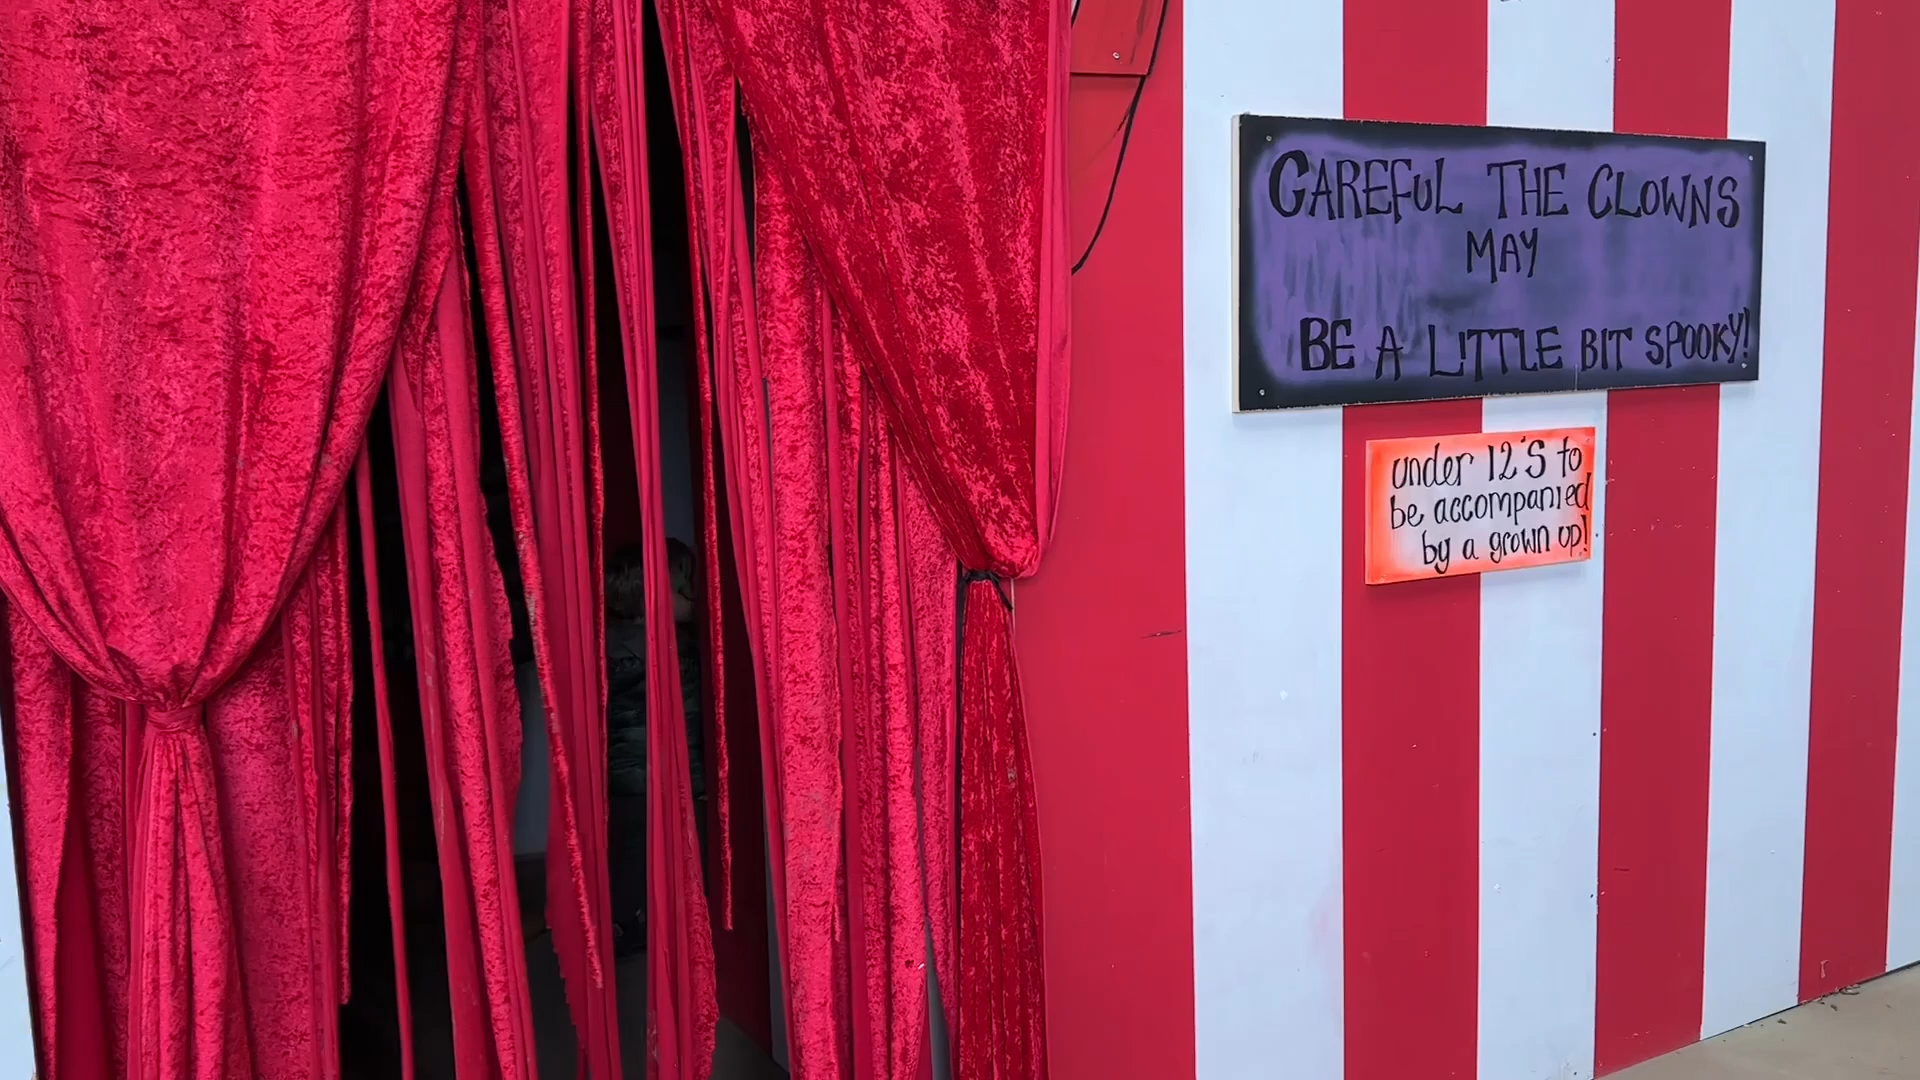 CAREFUL THE CLOWNS
MAY
BE A LITTLE BIT SPOOKY!
under 12'S to
be accompanied
by a grown up!